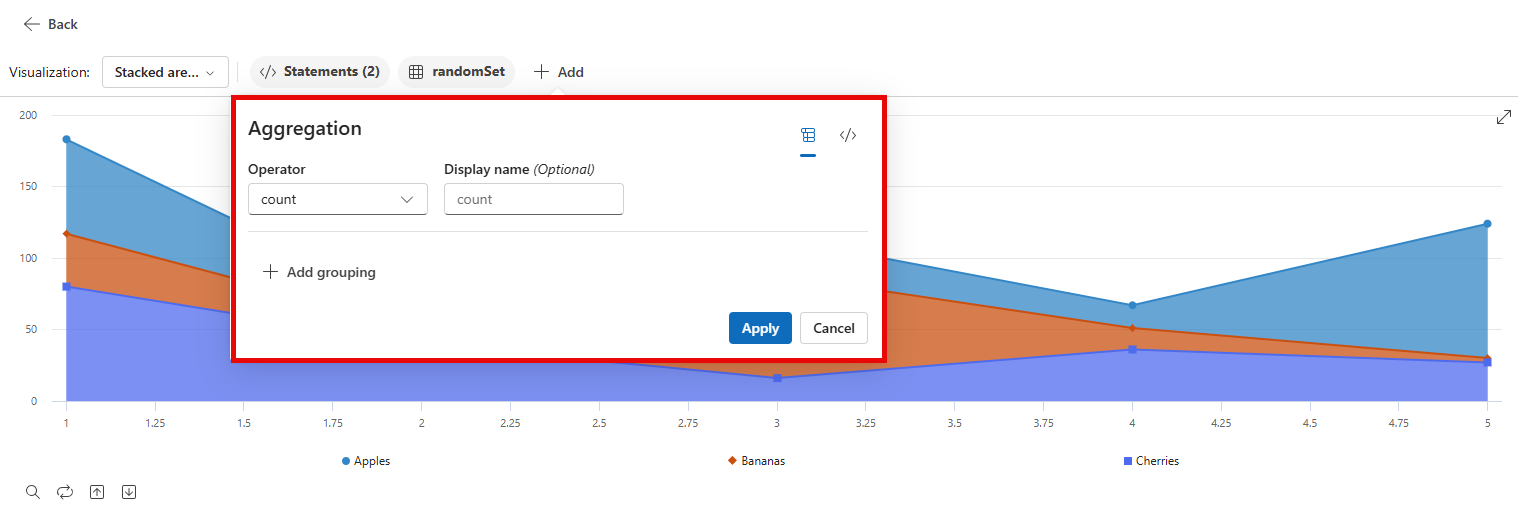 Back
Visualization: Stacked are... Statements (2) randomSet Add
Aggregation
Operator Display name (Optional)
count count
Add grouping
Apply Cancel
200
150
100
50
0
1 1.25 1.5 1.75 2 2.25 2.5 2.75 3 3.25 3.5 3.75 4 4.25 4.5 4.75 5
Apples Bananas Cherries